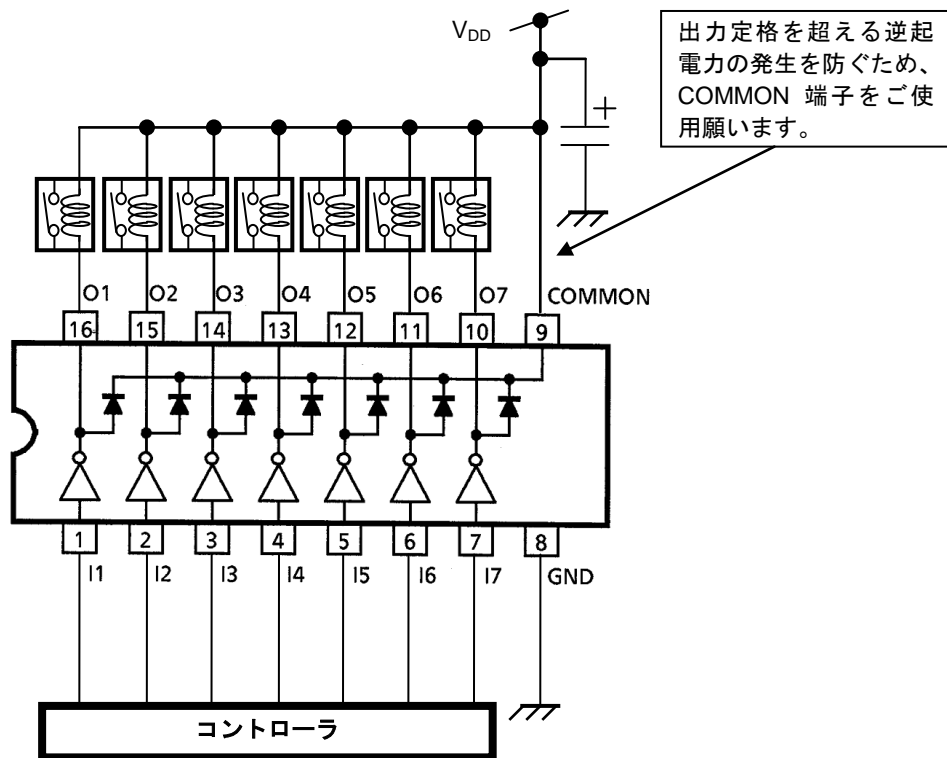 VDD
出力定格を超える逆起
電力の発生を防ぐため、
COMMON 端子をご使
用願います。
+
O1 O2 O3 O4 O5 O6 O7 COMMON
16 15 14 13 12 11 10 9
1 2 3 4 5 6 7 8
I1 I2 I3 I4 I5 I6 I7 GND
コントローラ